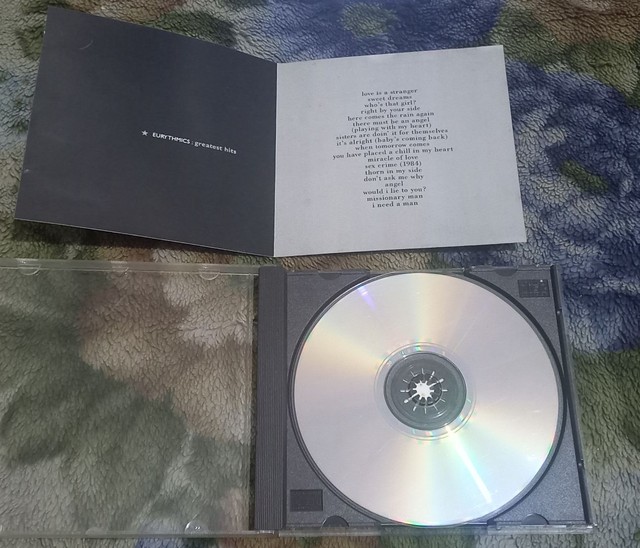 ★ EURYTHMICS : greatest hits
love is a stranger
sweet dreams
who's that girl?
right by your side
here comes the rain again
there must be an angel
(playing with my heart)
sisters are doin' it for themselves
it's alright (baby's coming back)
when tomorrow comes
you have placed a chill in my heart
miracle of love
sex crime (1984)
thorn in my side
don't ask me why
angel
would i lie to you?
missionary man
i need a man